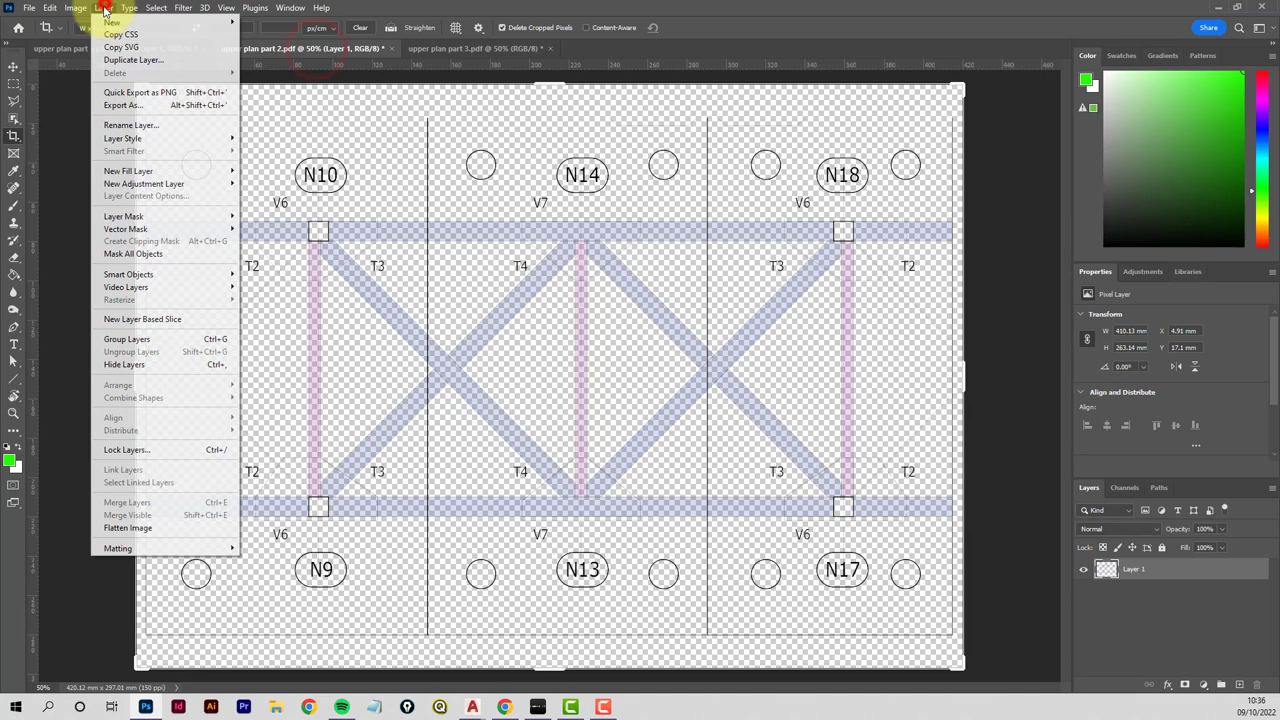 File Edit Image Layer Type Select Filter 3D View Plugins Window Help
px/cm Clear Straighten Delete Cropped Pixels Content-Aware Share
upper plan part 2.pdf @ 50% (Layer 1, RGB/8) * × upper plan part 3.pdf @ 50% (RGB/8) * ×
New
Copy CSS
Copy SVG
Duplicate Layer...
Delete
Quick Export as PNG Shift+Ctrl+'
Export As... Alt+Shift+Ctrl+'
Rename Layer...
Layer Style
Smart Filter
New Fill Layer
New Adjustment Layer
Layer Content Options...
Layer Mask
Vector Mask
Create Clipping Mask Alt+Ctrl+G
Mask All Objects
Smart Objects
Video Layers
Rasterize
New Layer Based Slice
Group Layers Ctrl+G
Ungroup Layers Shift+Ctrl+G
Hide Layers Ctrl+,
Arrange
Combine Shapes
Align
Distribute
Lock Layers... Ctrl+/
Link Layers
Select Linked Layers
Merge Layers Ctrl+E
Merge Visible Shift+Ctrl+E
Flatten Image
Matting
N10 N14 N18
V6 V7 V6
T2 T3 T4 T3 T2
T2 T3 T4 T3 T2
V6 V7 V6
N9 N13 N17
Color Swatches Gradients Patterns
Properties Adjustments Libraries
Pixel Layer
Transform
W 410.13 mm X 4.91 mm
H 263.14 mm Y 17.1 mm
0.00°
Align and Distribute
Align:
Layers Channels Paths
Kind
Normal Opacity: 100%
Lock: Fill: 100%
Layer 1
50% 420.12 mm x 297.01 mm (150 ppi)
10:36
09/10/2022